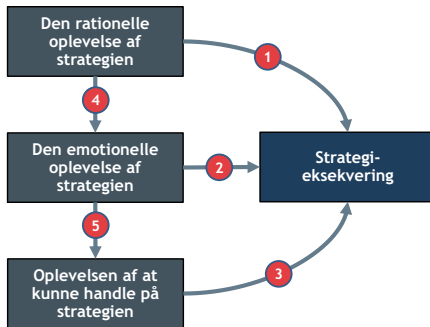 Den rationelle
oplevelse af
strategien
1
4
Den emotionelle
oplevelse af
strategien
2
Strategi-
eksekvering
5
Oplevelsen af at
kunne handle på
strategien
3